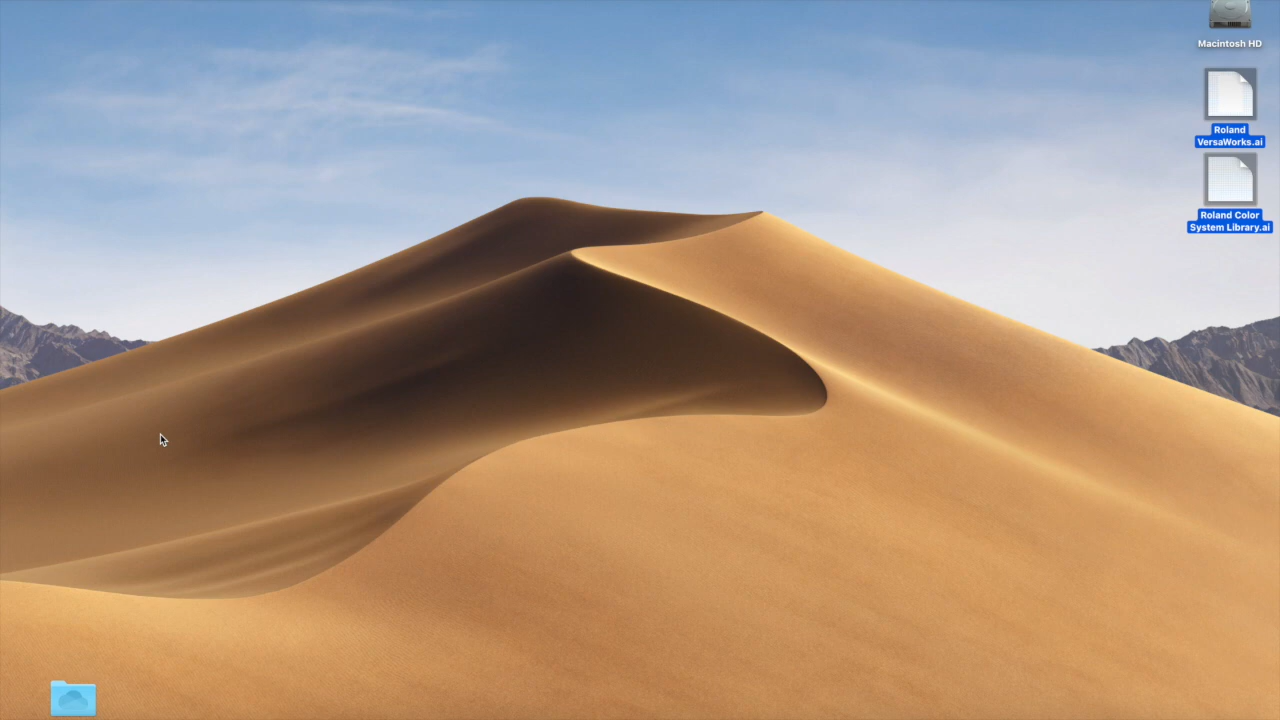 Macintosh HD
Roland
VersaWorks.ai
Roland Color
System Library.ai